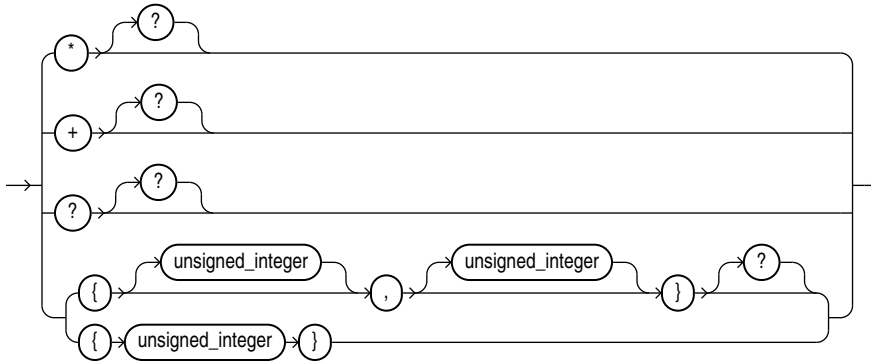 ?
*
?
+
?
?
unsigned_integer unsigned_integer ?
{ , }
{ unsigned_integer }